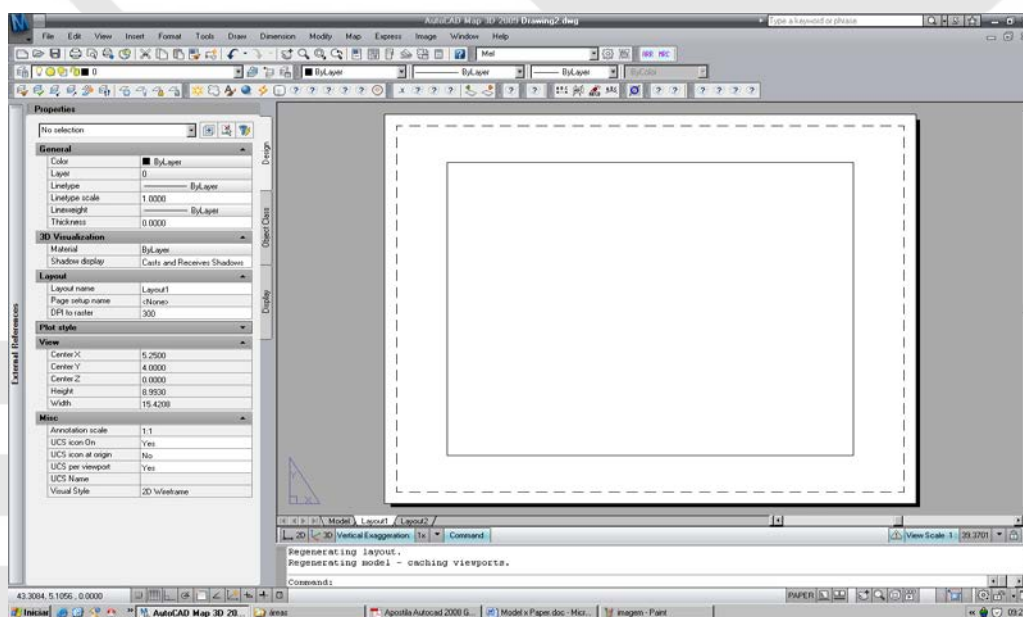 AutoCAD Map 3D 2009 Drawing2.dwg
Type a keyword or phrase
File Edit View Insert Format Tools Draw Dimension Modify Map Express Image Window Help
Mel
0
ByLayer
ByLayer
ByLayer
ByColor
Properties
No selection
General
Color ByLayer
Layer 0
Linetype ByLayer
Linetype scale 1.0000
Lineweight ByLayer
Thickness 0.0000
3D Visualization
Material ByLayer
Shadow display Casts and Receives Shadows
Layout
Layout name Layout1
Page setup name <None>
DPI to raster 300
Plot style
View
Center X 5.2500
Center Y 4.0000
Center Z 0.0000
Height 8.9930
Width 15.4208
Misc
Annotation scale 1:1
UCS icon On Yes
UCS icon at origin No
UCS per viewport Yes
UCS Name
Visual Style 2D Wireframe
Design
Object Class
Display
External References
Y
X
Model Layout1 Layout2
2D 3D Vertical Exaggeration: 1x Command
View Scale 1 : 39.3701
Regenerating layout.
Regenerating model - caching viewports.
Command:
43.3084, 5.1056 , 0.0000
PAPER
Iniciar
AutoCAD Map 3D 20...
áreas
Apostila Autocad 2000 G...
Model x Paper.doc - Micr...
imagem - Paint